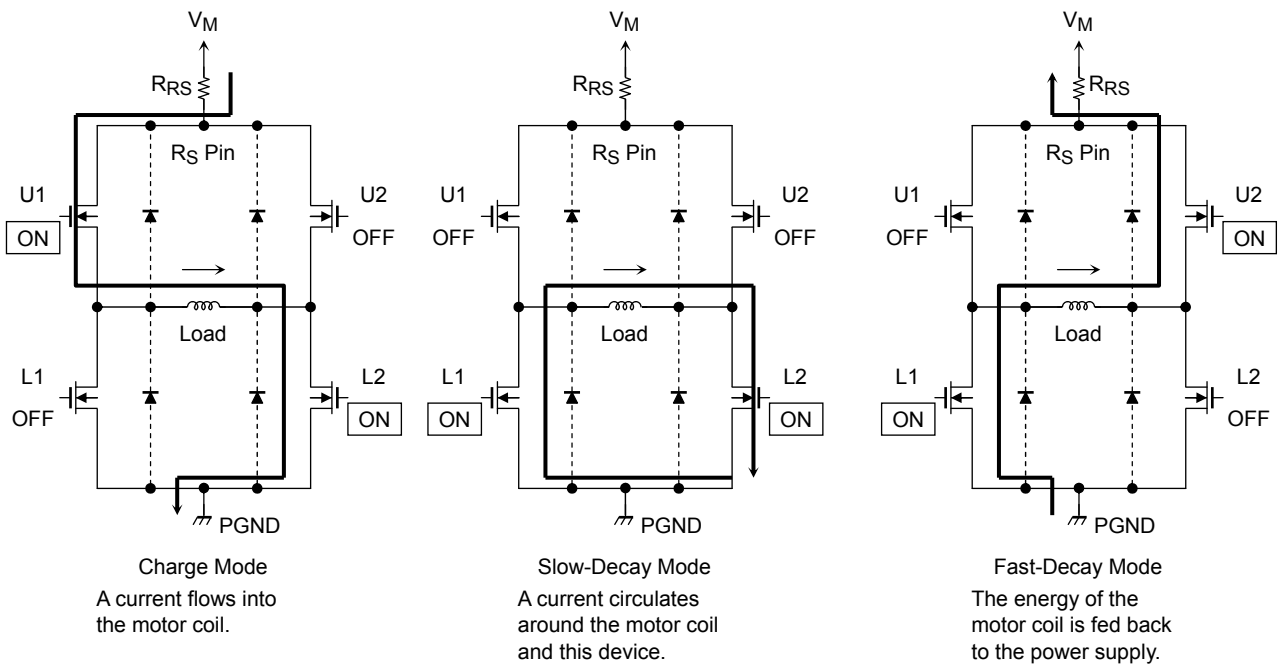 VM
RRS
RS Pin
U1
ON
U2
OFF
Load
L1
OFF
L2
ON
PGND
Charge Mode
A current flows into
the motor coil.
VM
RRS
RS Pin
U1
OFF
U2
OFF
Load
L1
ON
L2
ON
PGND
Slow-Decay Mode
A current circulates
around the motor coil
and this device.
VM
RRS
RS Pin
U1
OFF
U2
ON
Load
L1
ON
L2
OFF
PGND
Fast-Decay Mode
The energy of the
motor coil is fed back
to the power supply.